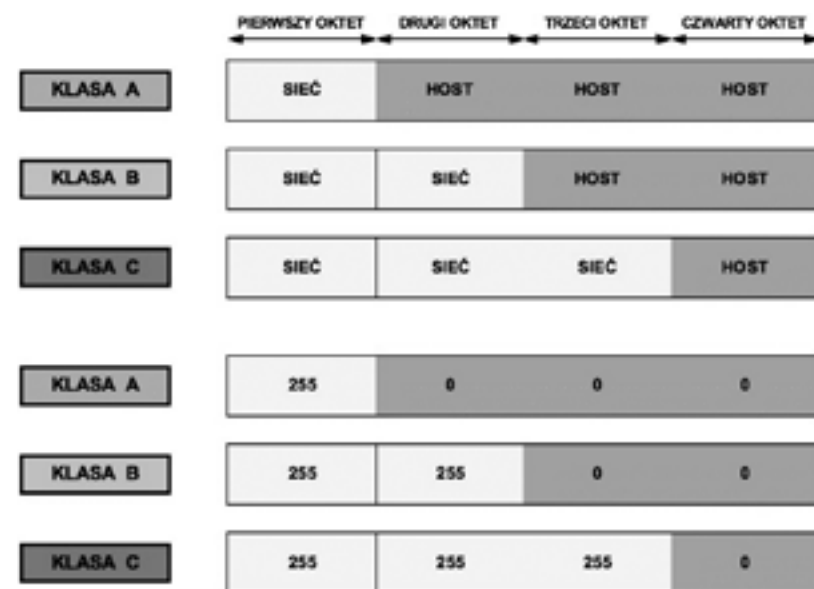 PIERWSZY OKTET DRUGI OKTET TRZECI OKTET CZWARTY OKTET
KLASA A SIEĆ HOST HOST HOST
KLASA B SIEĆ SIEĆ HOST HOST
KLASA C SIEĆ SIEĆ SIEĆ HOST
KLASA A 255 0 0 0
KLASA B 255 255 0 0
KLASA C 255 255 255 0